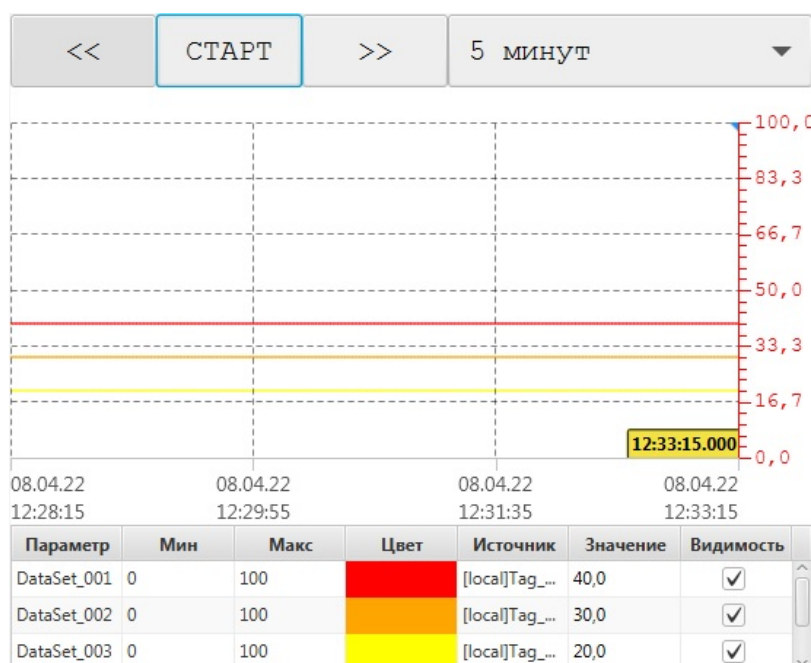 << СТАРТ >> 5 минут
100,0
83,3
66,7
50,0
33,3
16,7
12:33:15.000
0,0
08.04.22 08.04.22 08.04.22 08.04.22
12:28:15 12:29:55 12:31:35 12:33:15
Параметр Мин Макс Цвет Источник Значение Видимость
DataSet_001 0 100 [local]Tag_... 40,0
DataSet_002 0 100 [local]Tag_... 30,0
DataSet_003 0 100 [local]Tag_... 20,0